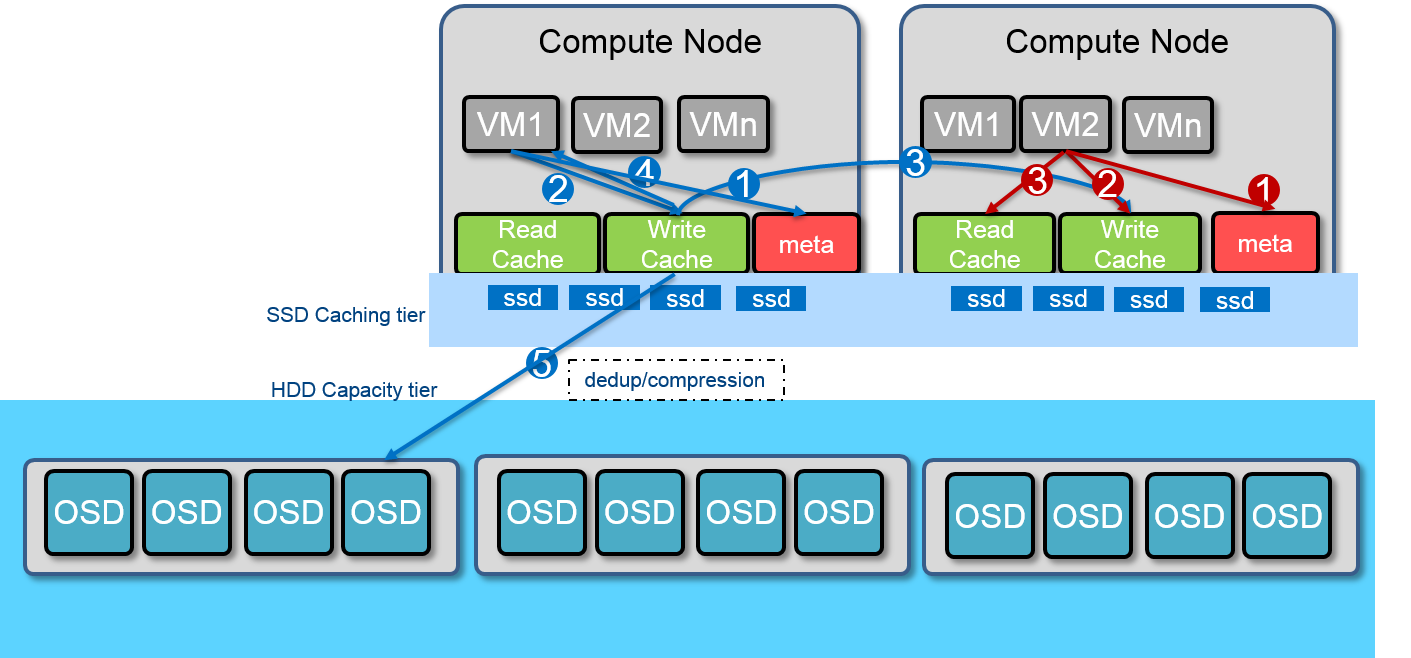 Compute Node
Compute Node
VM1 VM2 VMn
VM1 VM2 VMn
4 3
2 1 3 2 1
Read Cache
Write Cache
meta
Read Cache
Write Cache
meta
ssd ssd ssd ssd
ssd ssd ssd ssd
SSD Caching tier
5
dedup/compression
HDD Capacity tier
OSD OSD OSD OSD
OSD OSD OSD OSD
OSD OSD OSD OSD